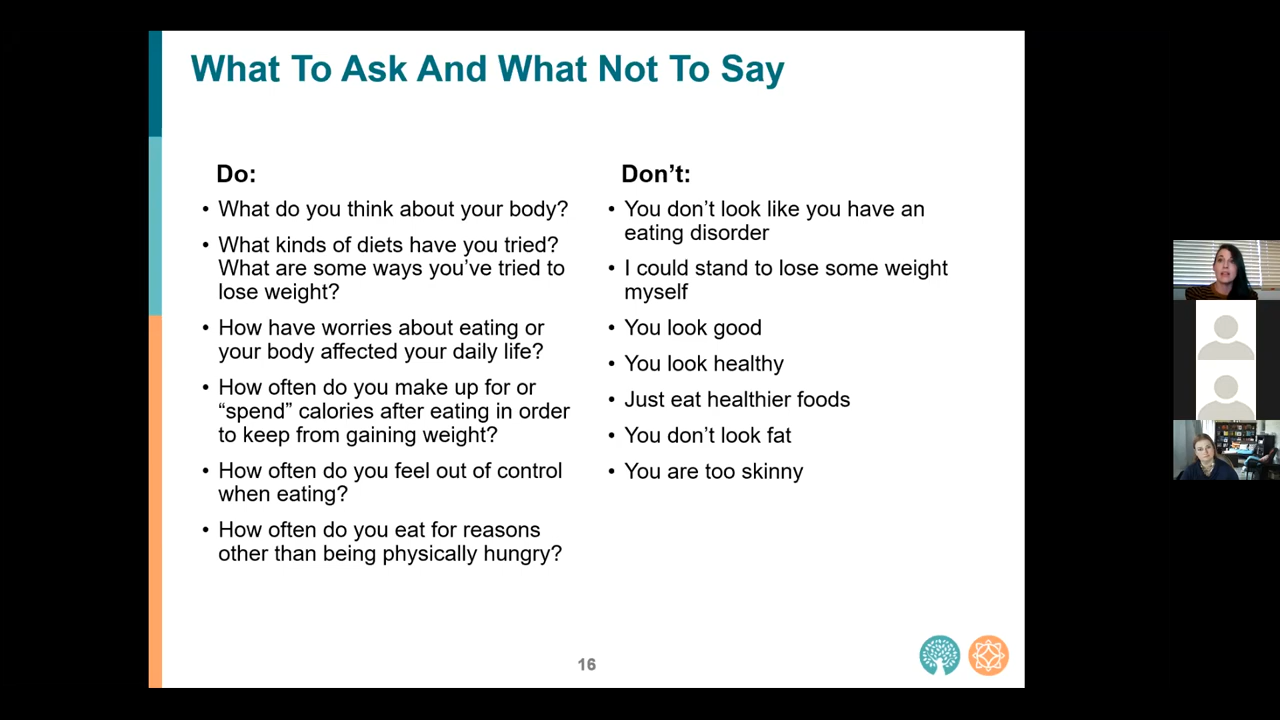 What To Ask And What Not To Say
Do:
• What do you think about your body?
• What kinds of diets have you tried?
What are some ways you’ve tried to
lose weight?
• How have worries about eating or
your body affected your daily life?
• How often do you make up for or
“spend” calories after eating in order
to keep from gaining weight?
• How often do you feel out of control
when eating?
• How often do you eat for reasons
other than being physically hungry?
Don’t:
• You don’t look like you have an
eating disorder
• I could stand to lose some weight
myself
• You look good
• You look healthy
• Just eat healthier foods
• You don’t look fat
• You are too skinny
16